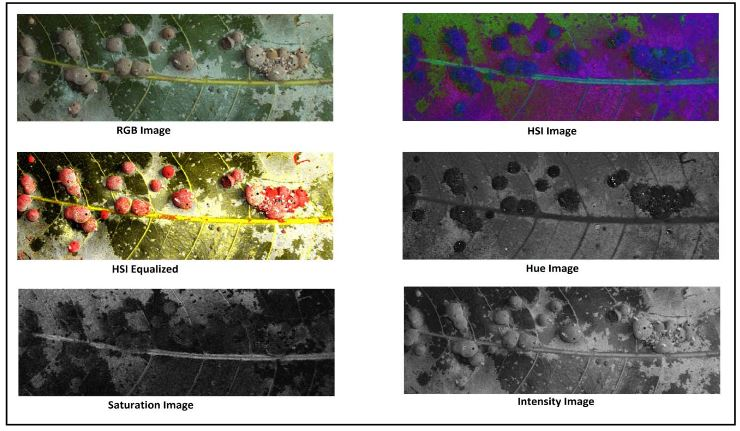 RGB Image
HSI Image
HSI Equalized
Hue Image
Saturation Image
Intensity Image